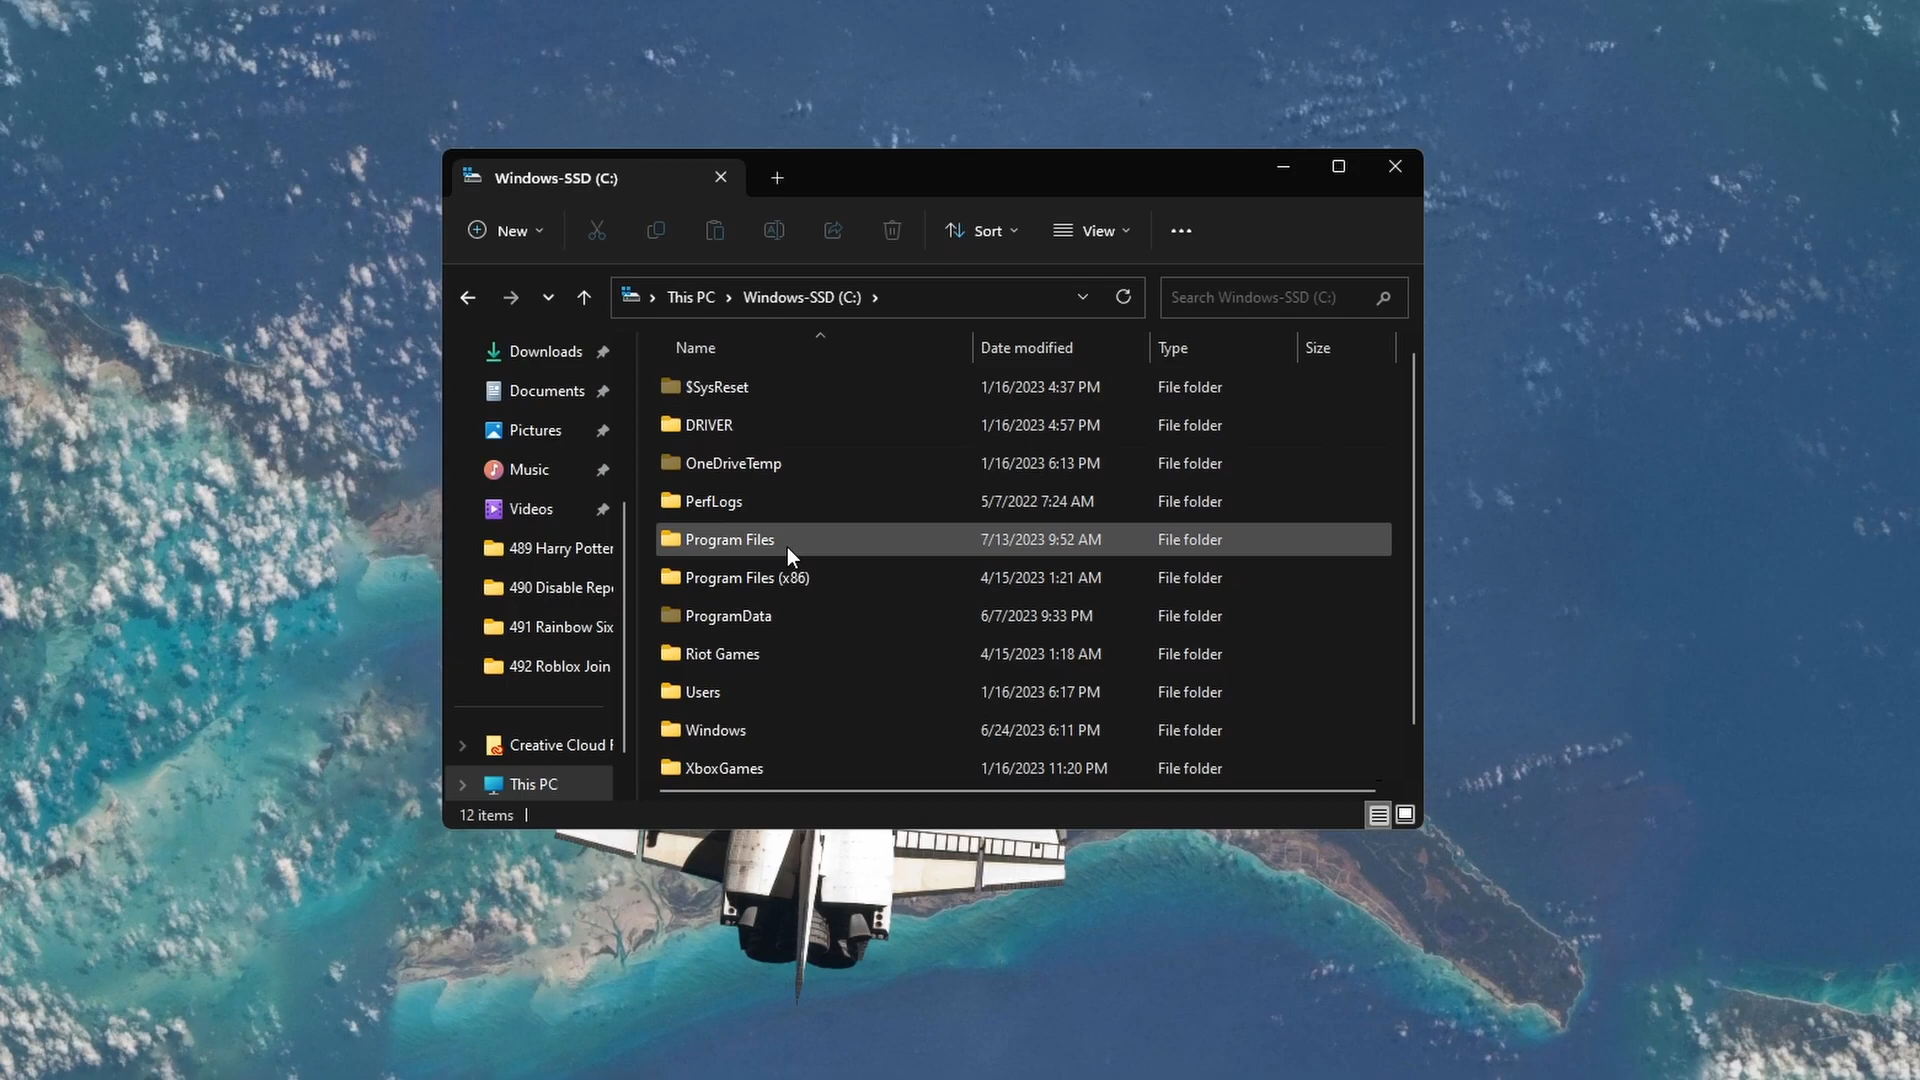 Windows-SSD (C:)
New
Sort
View
This PC
Windows-SSD (C:)
Search Windows-SSD (C:)
Downloads
Documents
Pictures
Music
Videos
489 Harry Potter
490 Disable Rep
491 Rainbow Six
492 Roblox Join
Creative Cloud F
This PC
Name Date modified Type Size
$SysReset 1/16/2023 4:37 PM File folder
DRIVER 1/16/2023 4:57 PM File folder
OneDriveTemp 1/16/2023 6:13 PM File folder
PerfLogs 5/7/2022 7:24 AM File folder
Program Files 7/13/2023 9:52 AM File folder
Program Files (x86) 4/15/2023 1:21 AM File folder
ProgramData 6/7/2023 9:33 PM File folder
Riot Games 4/15/2023 1:18 AM File folder
Users 1/16/2023 6:17 PM File folder
Windows 6/24/2023 6:11 PM File folder
XboxGames 1/16/2023 11:20 PM File folder
12 items